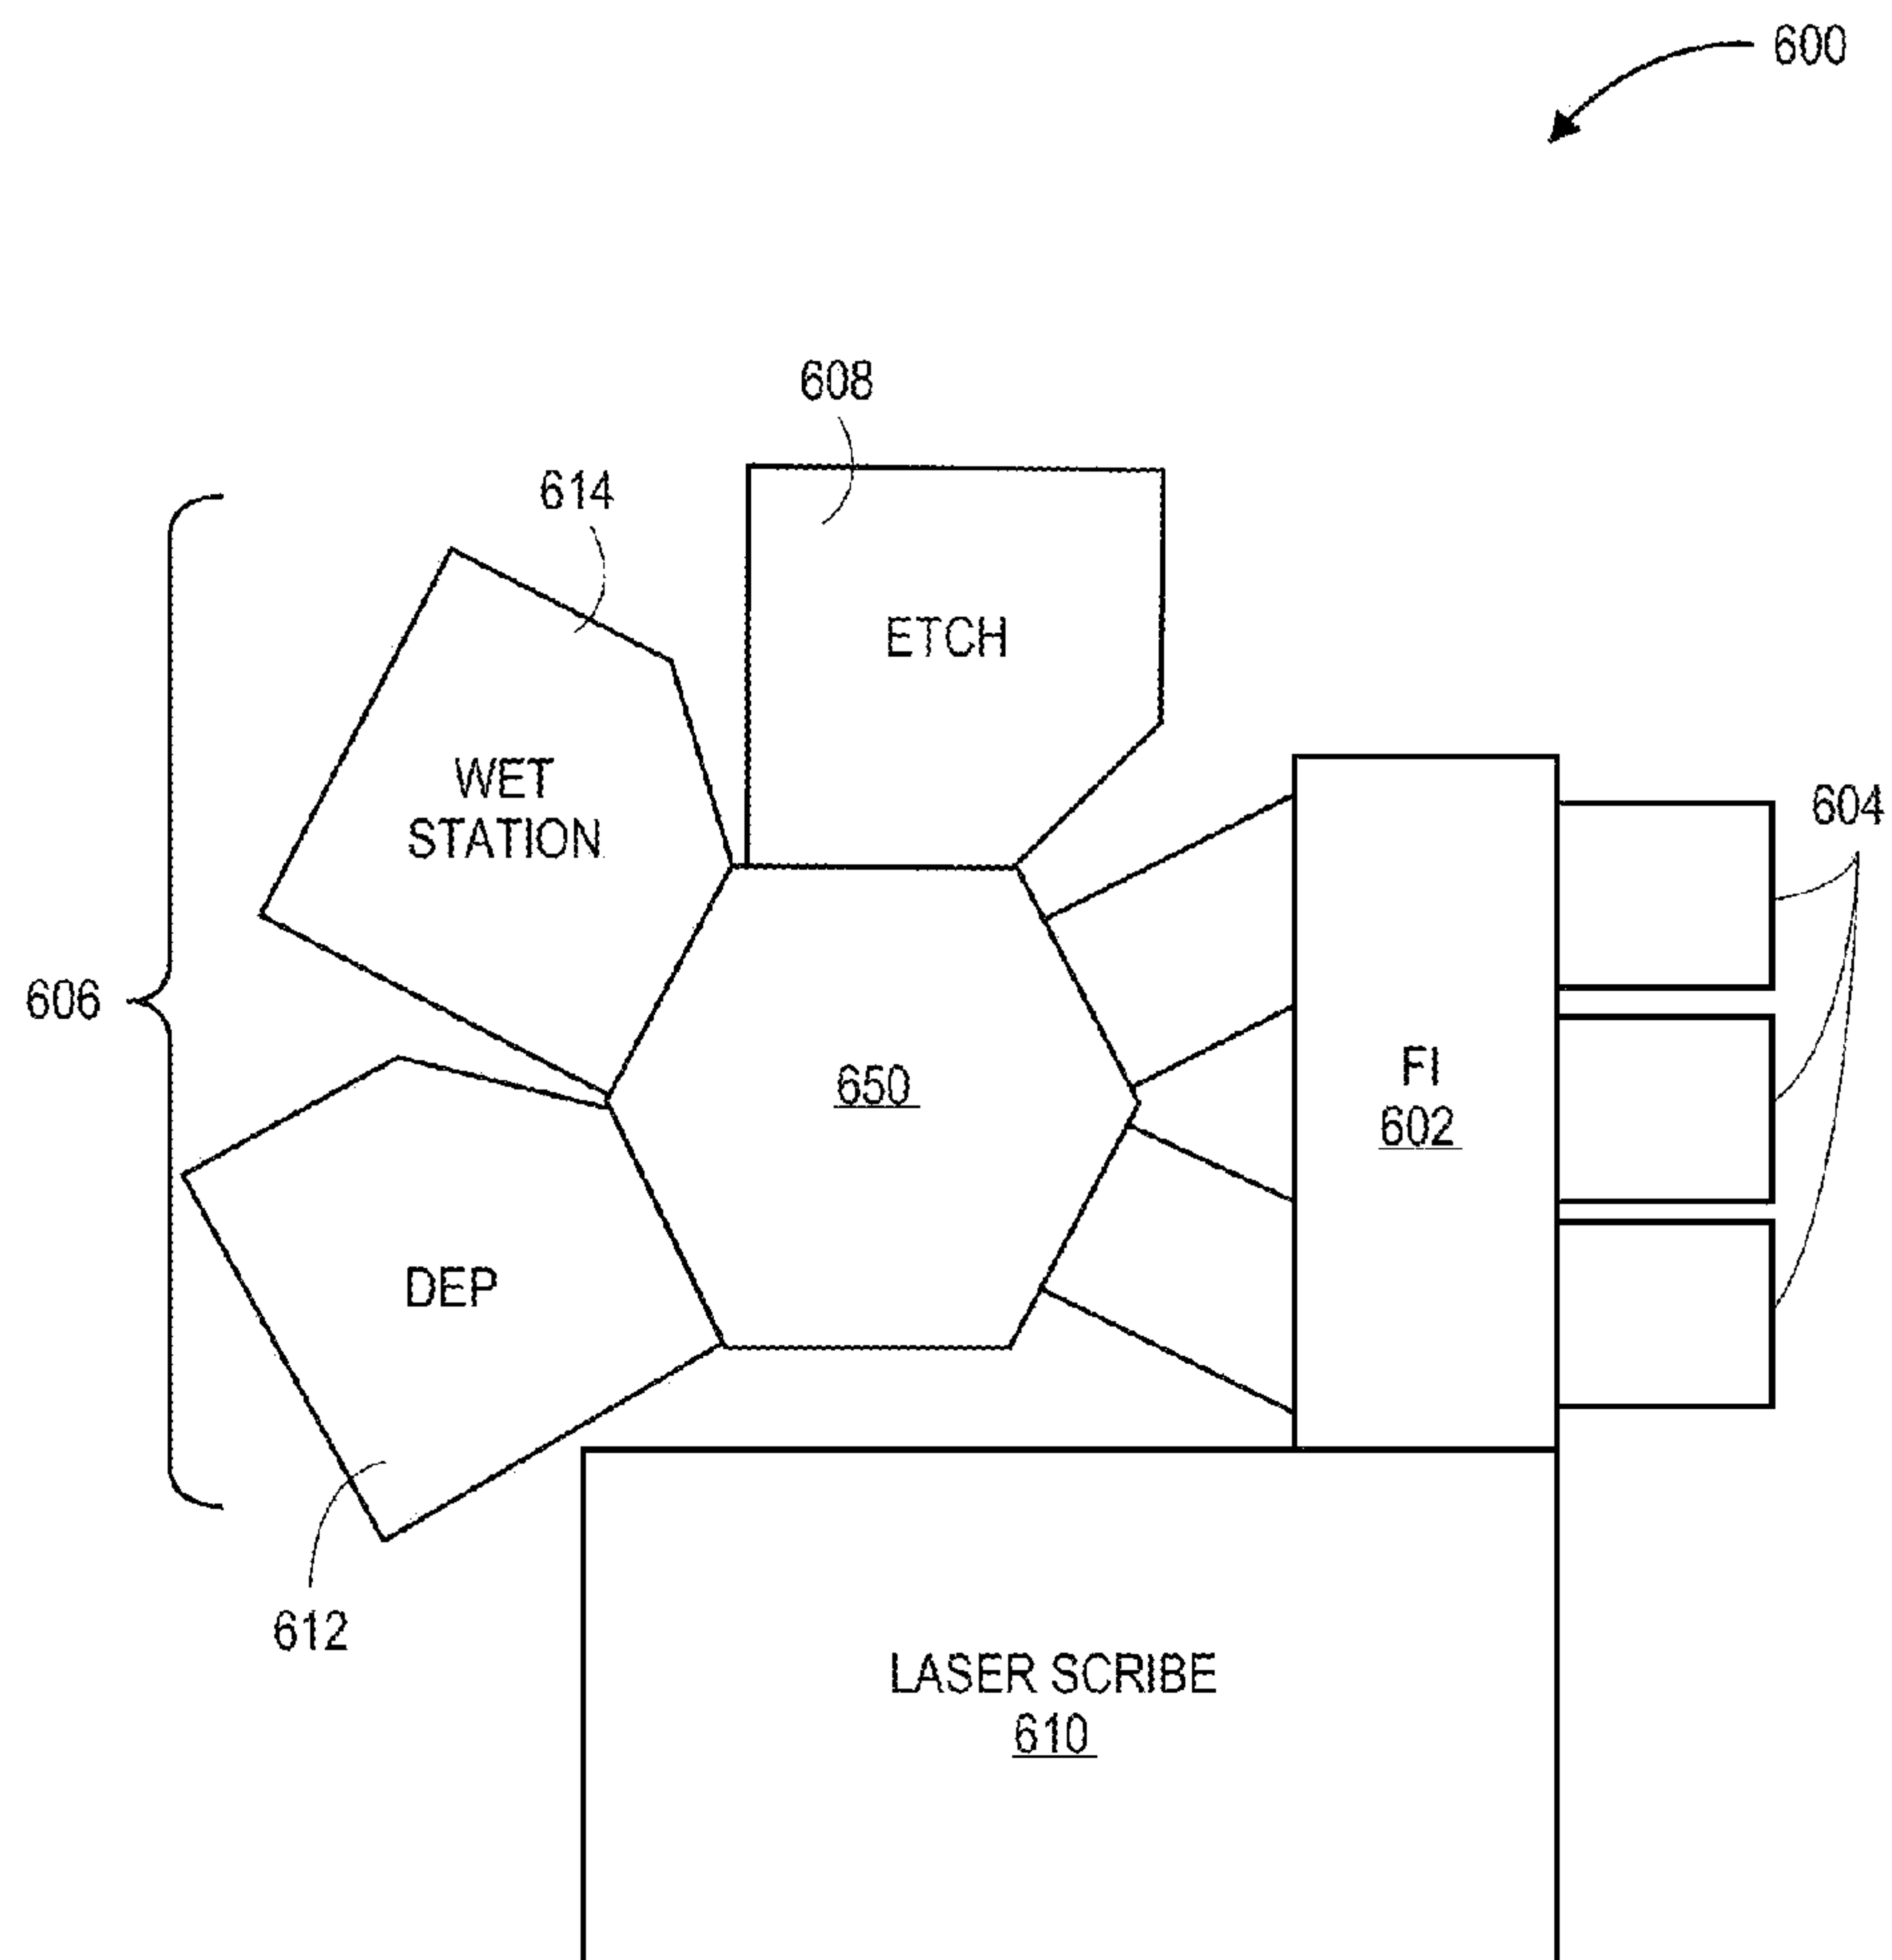 600
608
614
ETCH
WET
STATION
604
606
650
FI
602
DEP
612
LASER SCRIBE
610